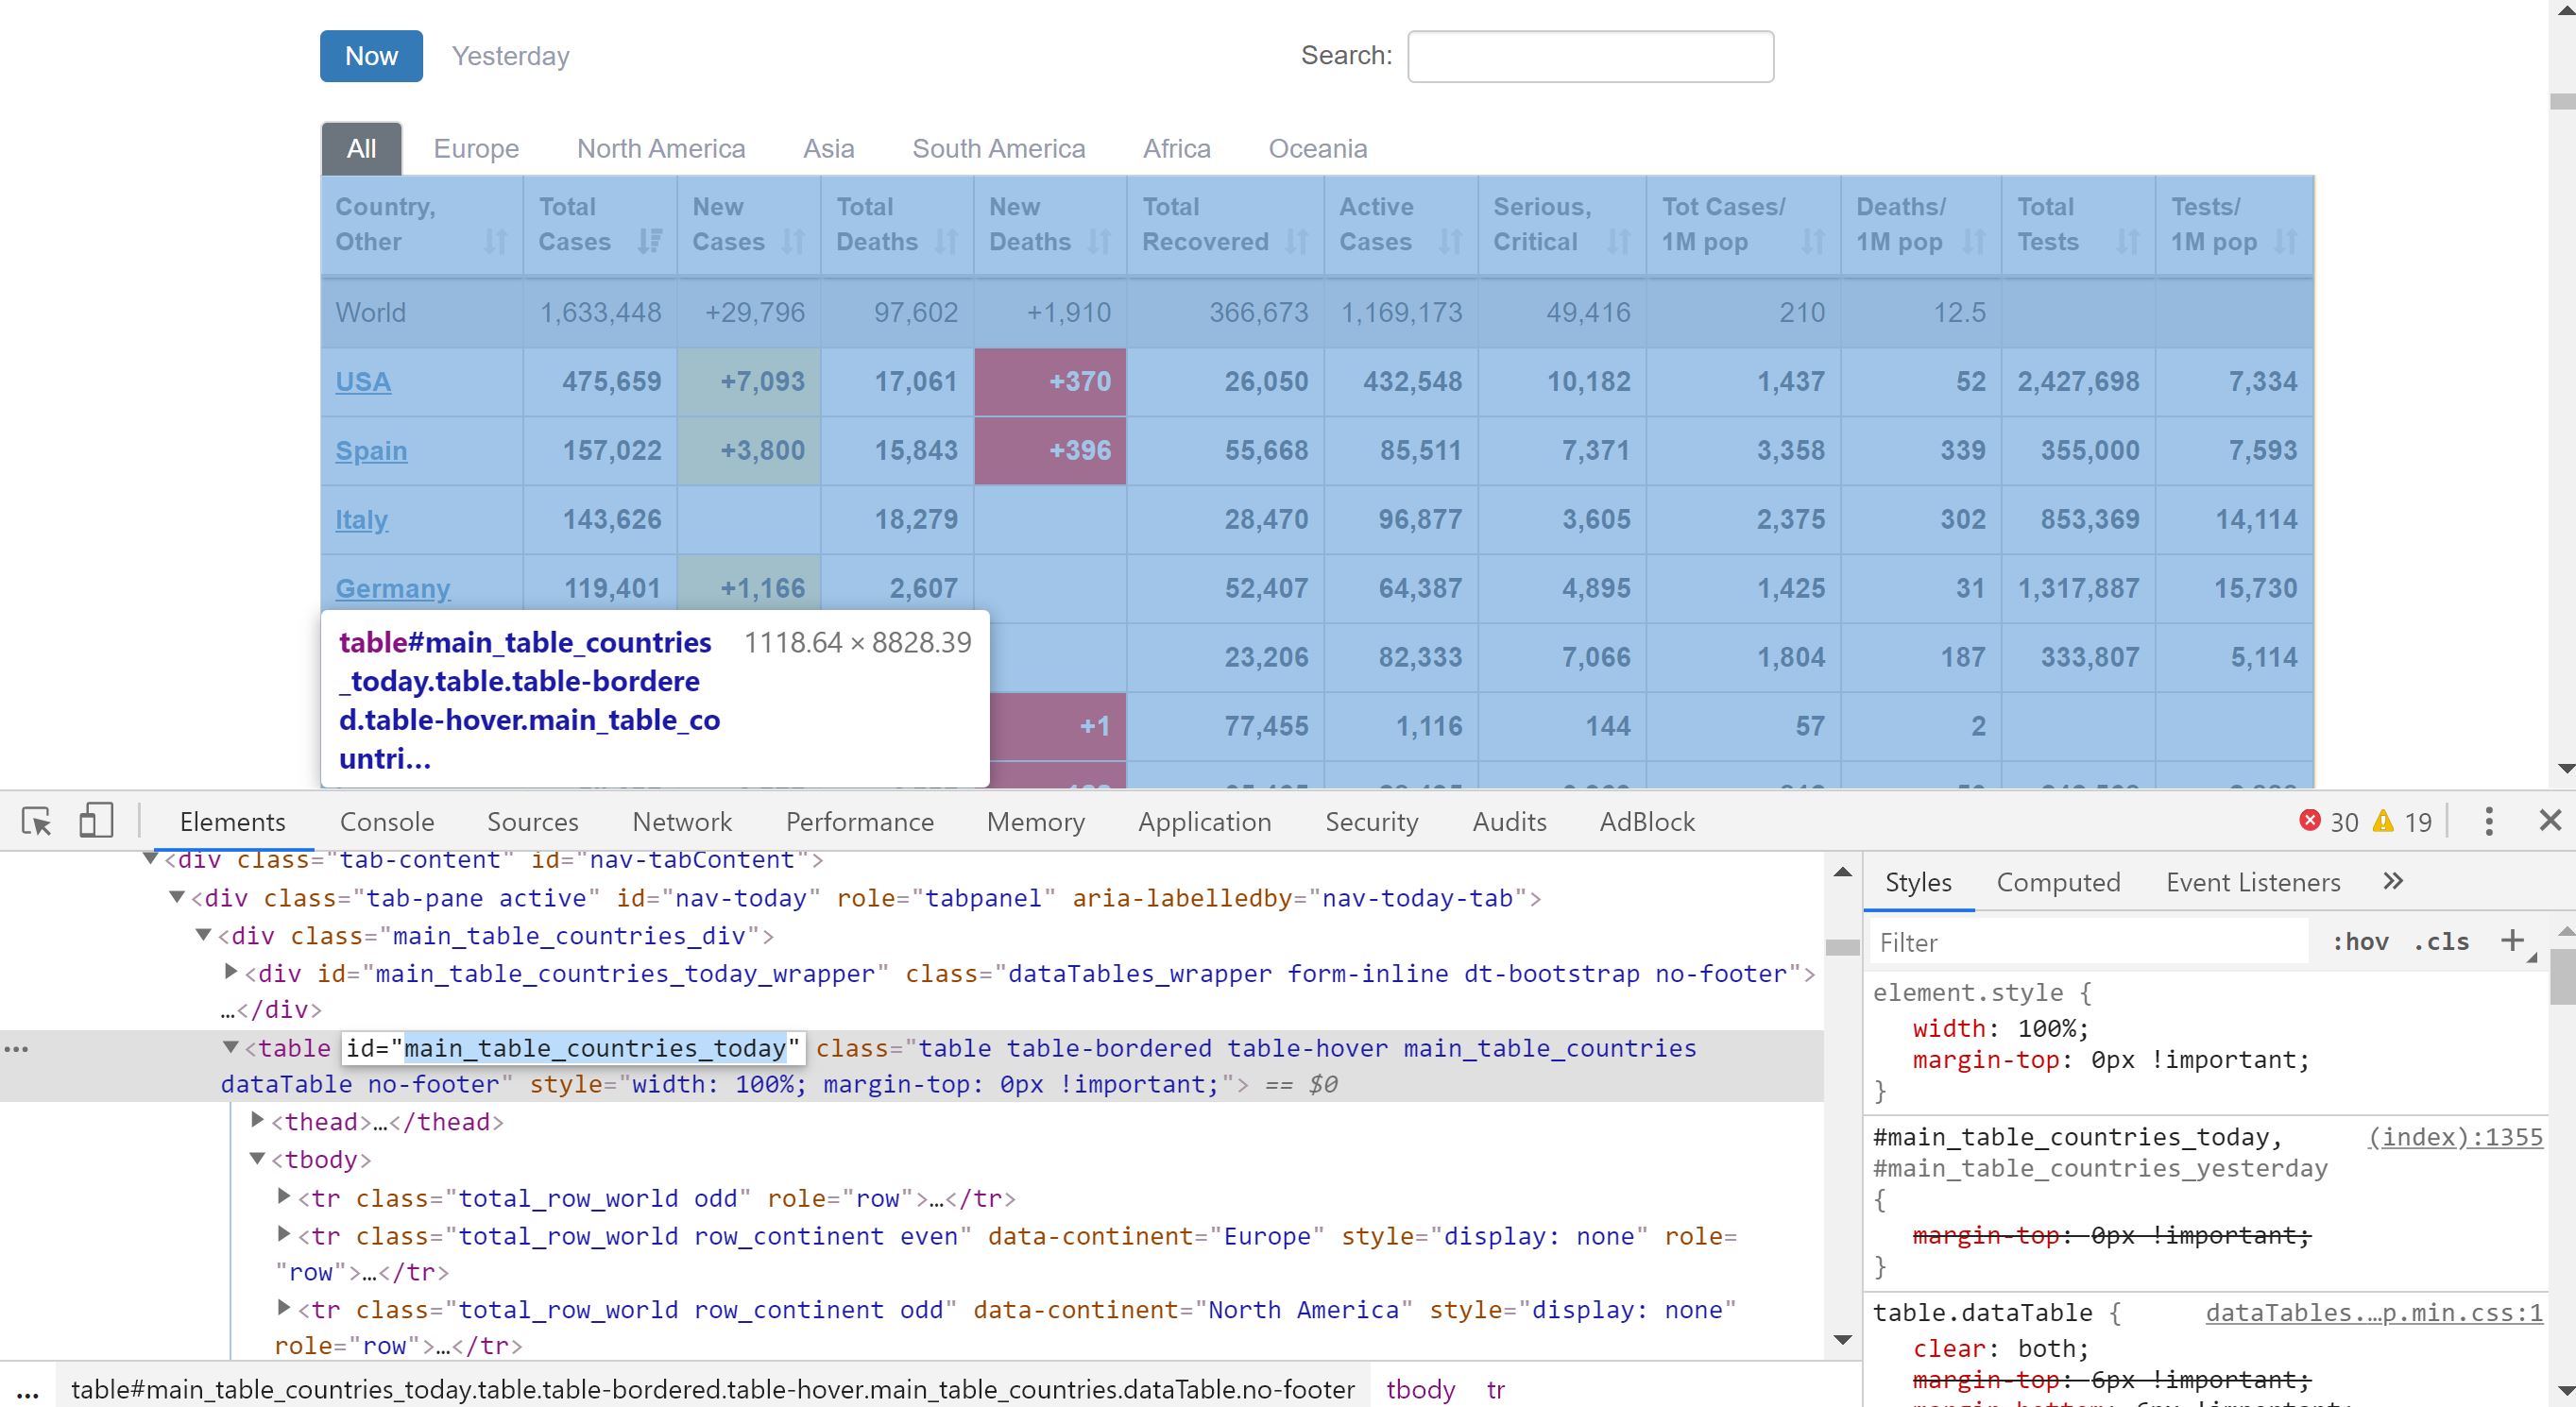 Now Yesterday Search:
All Europe North America Asia South America Africa Oceania
Country, Total New Total New Total Active Serious, Tot Cases/ Deaths/ Total Tests/
Other Cases Cases Deaths Deaths Recovered Cases Critical 1M pop 1M pop Tests 1M pop
World 1,633,448 +29,796 97,602 +1,910 366,673 1,169,173 49,416 210 12.5
USA 475,659 +7,093 17,061 +370 26,050 432,548 10,182 1,437 52 2,427,698 7,334
Spain 157,022 +3,800 15,843 +396 55,668 85,511 7,371 3,358 339 355,000 7,593
Italy 143,626 18,279 28,470 96,877 3,605 2,375 302 853,369 14,114
Germany 119,401 +1,166 2,607 52,407 64,387 4,895 1,425 31 1,317,887 15,730
table#main_table_countries 1118.64 × 8828.39
_today.table.table-bordere
d.table-hover.main_table_co
untri…
23,206 82,333 7,066 1,804 187 333,807 5,114
+1 77,455 1,116 144 57 2
Elements Console Sources Network Performance Memory Application Security Audits AdBlock 30 19
<div class="tab-content" id="nav-tabContent">
<div class="tab-pane active" id="nav-today" role="tabpanel" aria-labelledby="nav-today-tab">
<div class="main_table_countries_div">
<div id="main_table_countries_today_wrapper" class="dataTables_wrapper form-inline dt-bootstrap no-footer">
…</div>
<table id="main_table_countries_today" class="table table-bordered table-hover main_table_countries
dataTable no-footer" style="width: 100%; margin-top: 0px !important;"> == $0
<thead>…</thead>
<tbody>
<tr class="total_row_world odd" role="row">…</tr>
<tr class="total_row_world row_continent even" data-continent="Europe" style="display: none" role=
"row">…</tr>
<tr class="total_row_world row_continent odd" data-continent="North America" style="display: none"
role="row">…</tr>
... table#main_table_countries_today.table.table-bordered.table-hover.main_table_countries.dataTable.no-footer tbody tr
Styles Computed Event Listeners »
Filter :hov .cls +
element.style {
width: 100%;
margin-top: 0px !important;
}
#main_table_countries_today, (index):1355
#main_table_countries_yesterday
{
margin-top: 0px !important;
}
table.dataTable { dataTables.…p.min.css:1
clear: both;
margin-top: 6px !important;